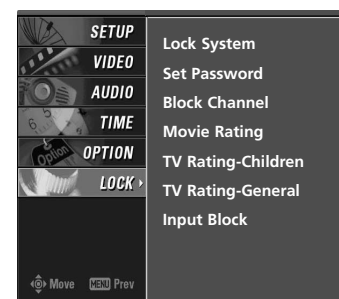 SETUP
VIDEO
AUDIO
TIME
OPTION
LOCK
Lock System
Set Password
Block Channel
Movie Rating
TV Rating-Children
TV Rating-General
Input Block
Option
Move MENU Prev